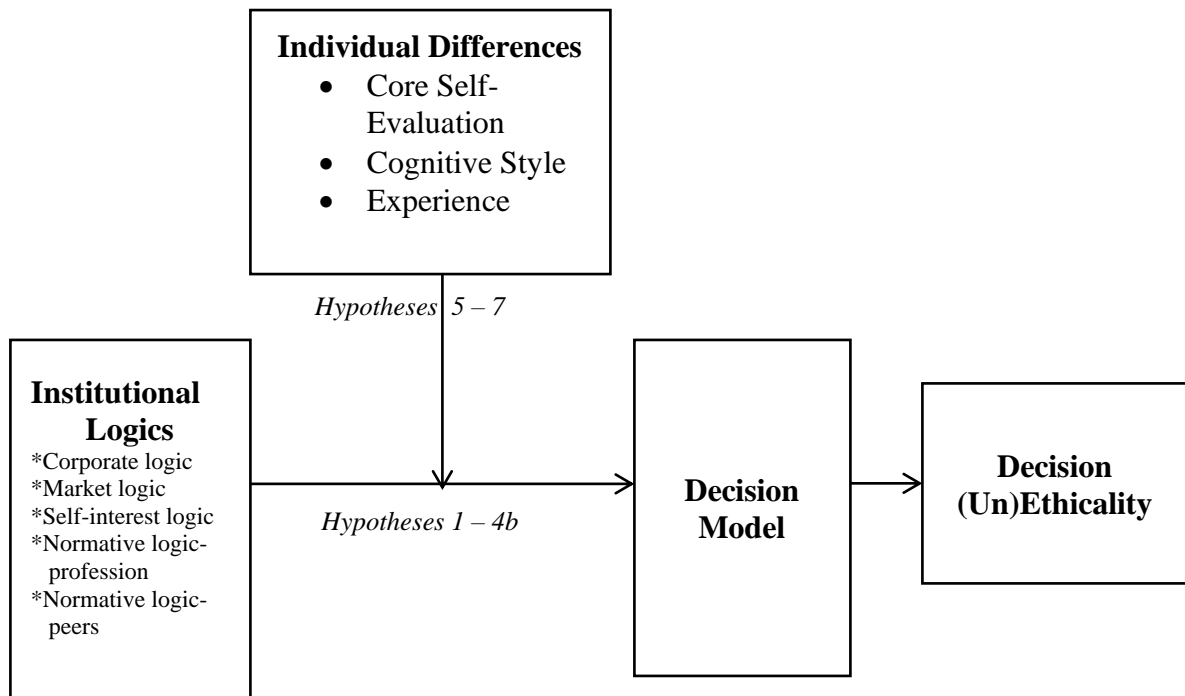 Individual Differences
• Core Self-
Evaluation
• Cognitive Style
• Experience
Hypotheses 5 – 7
Institutional
Logics
*Corporate logic
*Market logic
*Self-interest logic
*Normative logic-
profession
*Normative logic-
peers
Hypotheses 1 – 4b
Decision
Model
Decision
(Un)Ethicality